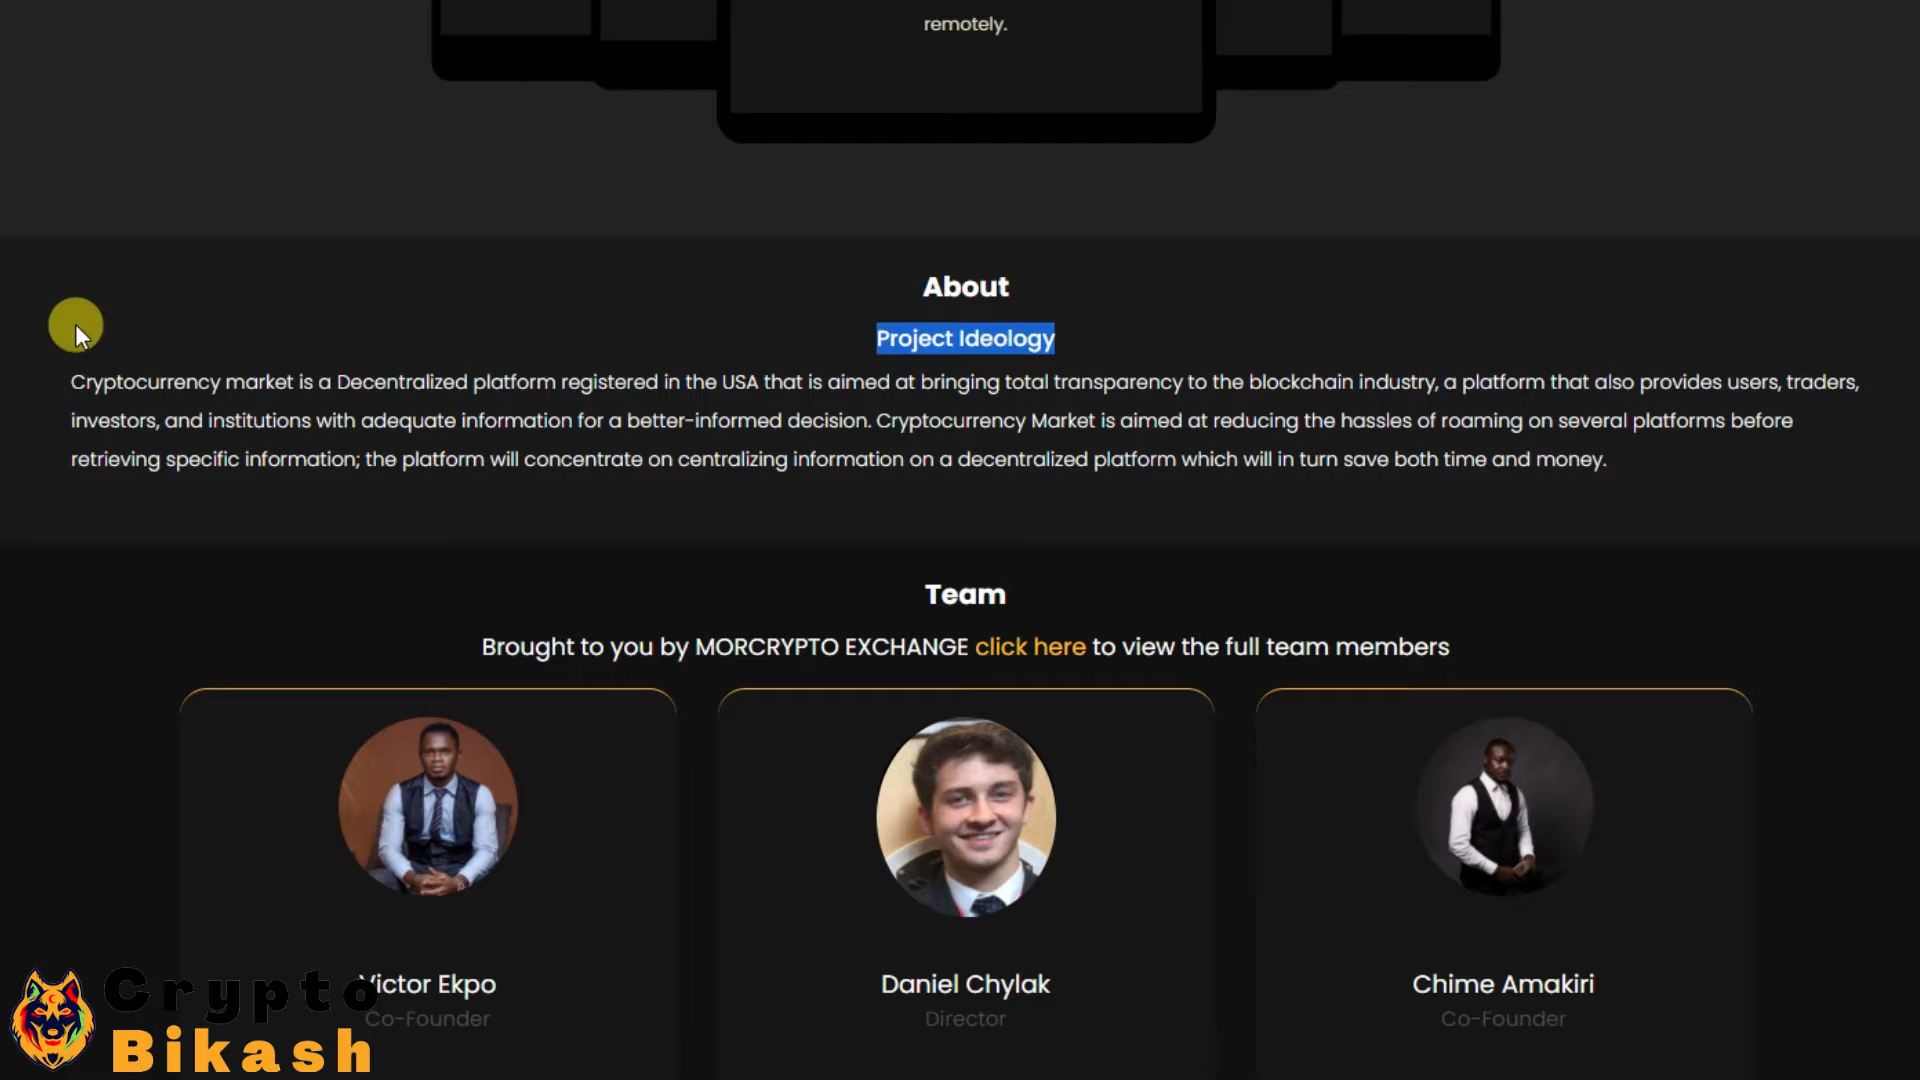 remotely.
About
Project Ideology
Cryptocurrency market is a Decentralized platform registered in the USA that is aimed at bringing total transparency to the blockchain industry, a platform that also provides users, traders,
investors, and institutions with adequate information for a better-informed decision. Cryptocurrency Market is aimed at reducing the hassles of roaming on several platforms before
retrieving specific information; the platform will concentrate on centralizing information on a decentralized platform which will in turn save both time and money.
Team
Brought to you by MORCRYPTO EXCHANGE click here to view the full team members
Victor Ekpo
Co-Founder
Daniel Chylak
Director
Chime Amakiri
Co-Founder
Crypto
Bikash